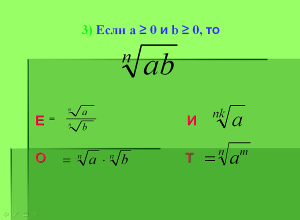 3) Если a ≥ 0 и b ≥ 0, то
ⁿ√ab
Е = ⁿ√a / ⁿ√b
И ⁿᵏ√a
О = ⁿ√a · ⁿ√b
Т = ⁿ√aᵐ